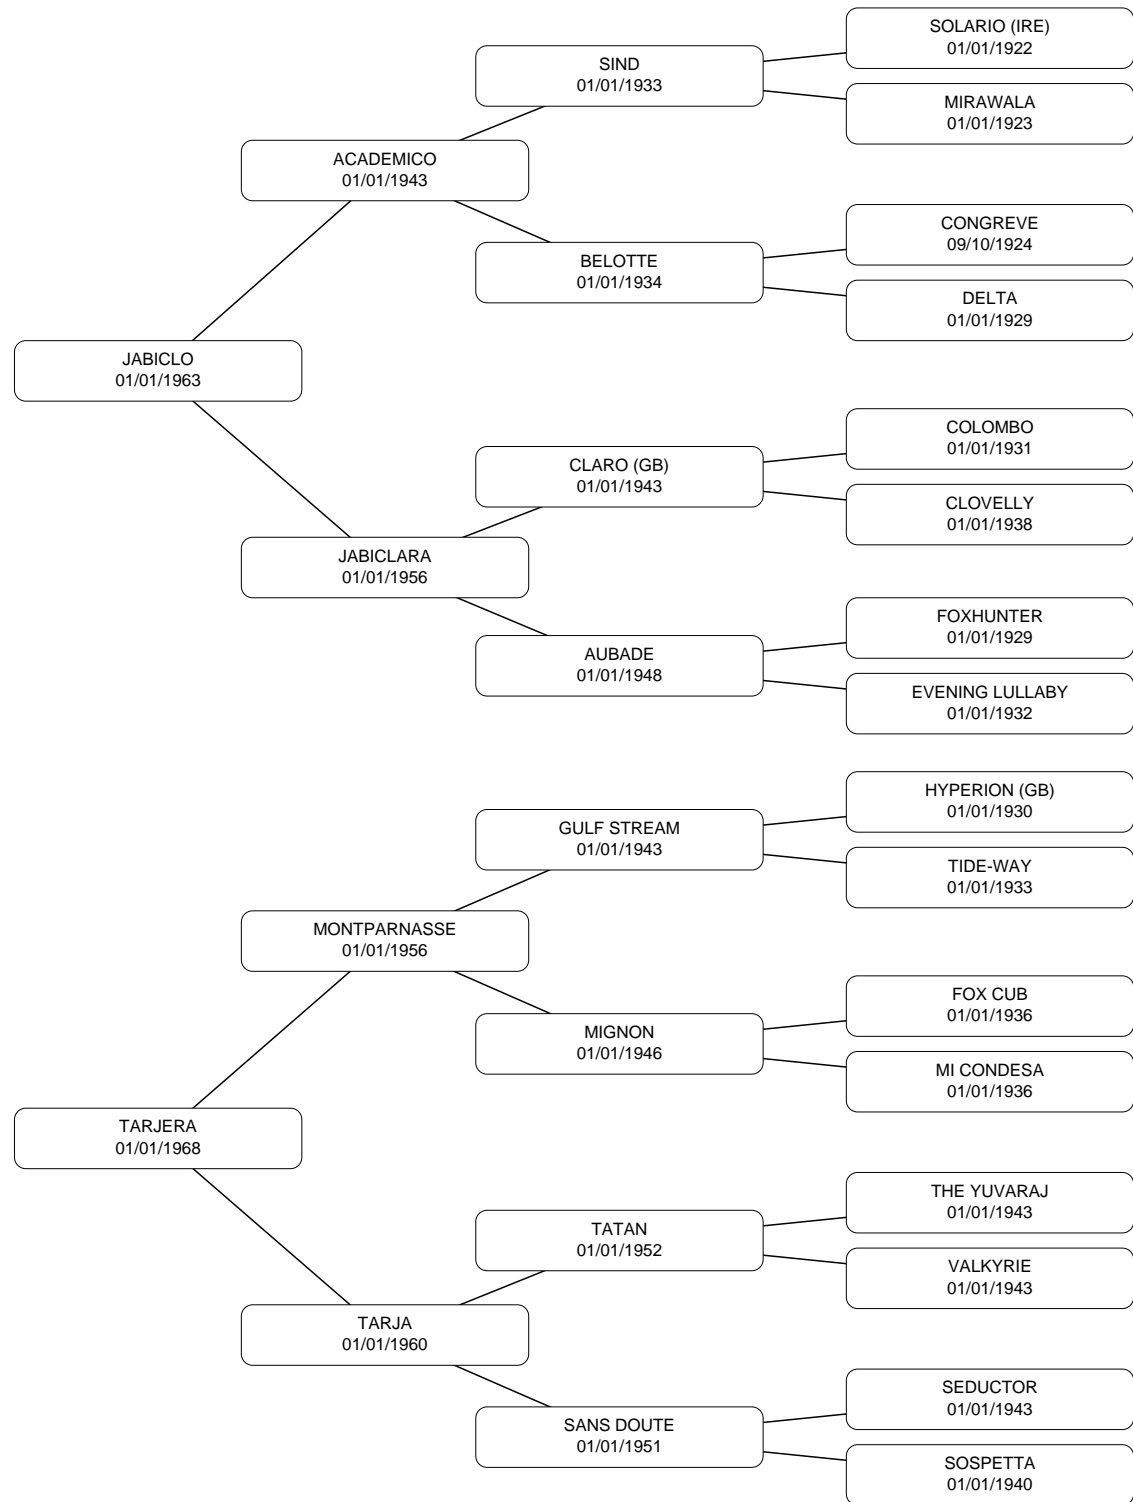 SOLARIO (IRE)
01/01/1922
SIND
01/01/1933
MIRAWALA
01/01/1923
ACADEMICO
01/01/1943
CONGREVE
09/10/1924
BELOTTE
01/01/1934
DELTA
01/01/1929
JABICLO
01/01/1963
COLOMBO
01/01/1931
CLARO (GB)
01/01/1943
CLOVELLY
01/01/1938
JABICLARA
01/01/1956
FOXHUNTER
01/01/1929
AUBADE
01/01/1948
EVENING LULLABY
01/01/1932
HYPERION (GB)
01/01/1930
GULF STREAM
01/01/1943
TIDE-WAY
01/01/1933
MONTPARNASSE
01/01/1956
FOX CUB
01/01/1936
MIGNON
01/01/1946
MI CONDESA
01/01/1936
TARJERA
01/01/1968
THE YUVARAJ
01/01/1943
TATAN
01/01/1952
VALKYRIE
01/01/1943
TARJA
01/01/1960
SEDUCTOR
01/01/1943
SANS DOUTE
01/01/1951
SOSPETTA
01/01/1940